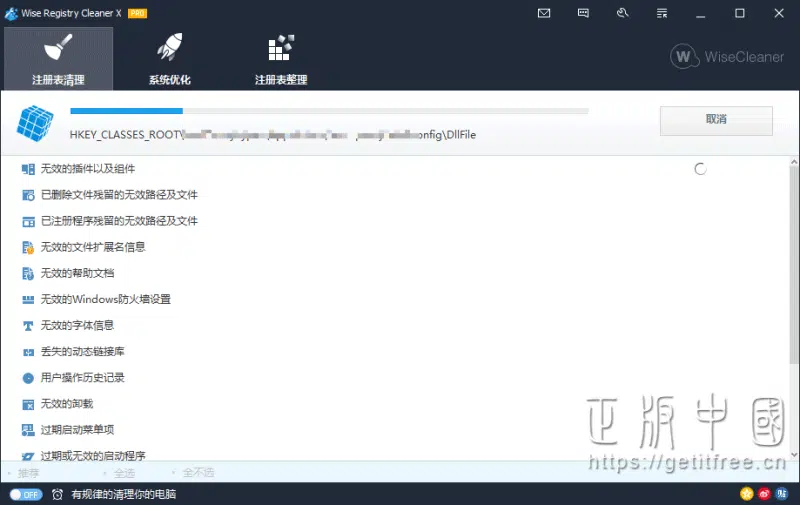 Wise Registry Cleaner X PRO
注册表清理
系统优化
注册表整理
WiseCleaner
取消
HKEY_CLASSES_ROOT\ onfig\DllFile
无效的插件以及组件
已删除文件残留的无效路径及文件
已注册程序残留的无效路径及文件
无效的文件扩展名信息
无效的帮助文档
无效的Windows防火墙设置
无效的字体信息
丢失的动态链接库
用户操作历史记录
无效的卸载
过期启动菜单项
过期或无效的启动程序
正版中國
https://getitfree.cn
推荐
全选
全不选
OFF
有规律的清理你的电脑